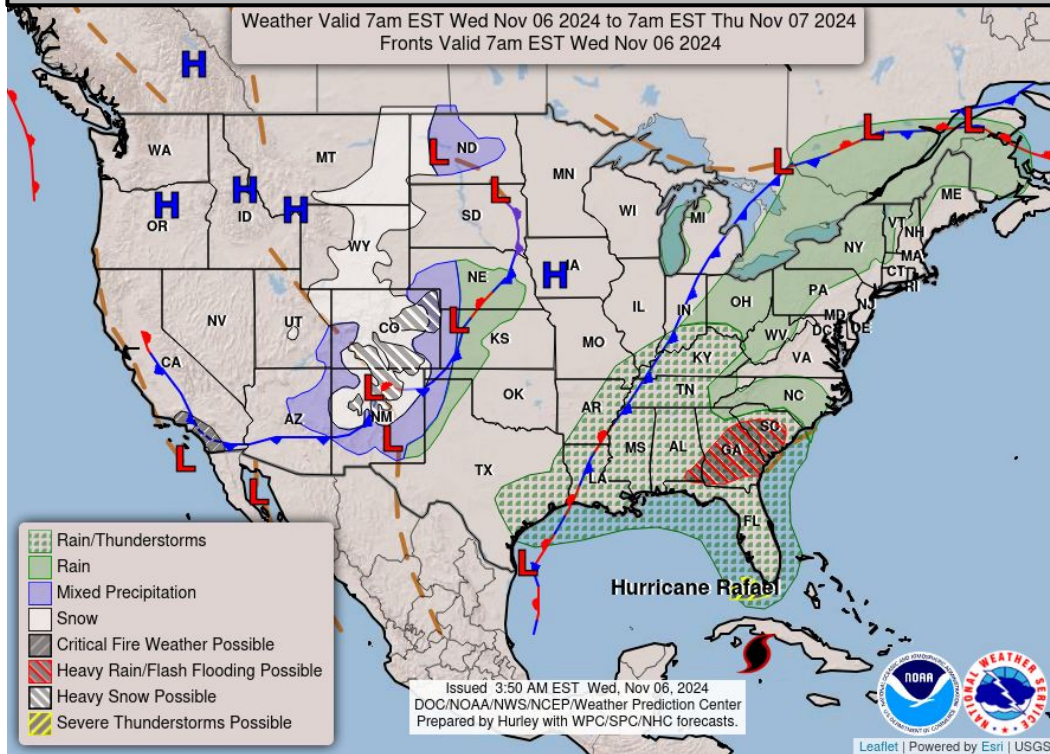 Weather Valid 7am EST Wed Nov 06 2024 to 7am EST Thu Nov 07 2024
Fronts Valid 7am EST Wed Nov 06 2024
H
L
L
L
WA
MT
L
ND
L
MN
ME
H
H
H
OR
ID
SD
WI
MI
VT
NH
NY
MA
CT
RI
WY
H
IA
NE
PA
NJ
OH
IL
IN
MD
DE
DC
NV
UT
CO
L
KS
MO
WV
VA
CA
KY
L
NM
OK
TN
NC
AZ
AR
L
SC
MS
AL
GA
L
TX
LA
L
FL
L
Hurricane Rafael
Rain/Thunderstorms
Rain
Mixed Precipitation
Snow
Critical Fire Weather Possible
Heavy Rain/Flash Flooding Possible
Heavy Snow Possible
Severe Thunderstorms Possible
Issued 3:50 AM EST Wed, Nov 06, 2024
DOC/NOAA/NWS/NCEP/Weather Prediction Center
Prepared by Hurley with WPC/SPC/NHC forecasts.
NOAA
NATIONAL WEATHER SERVICE
Leaflet | Powered by Esri | USGS